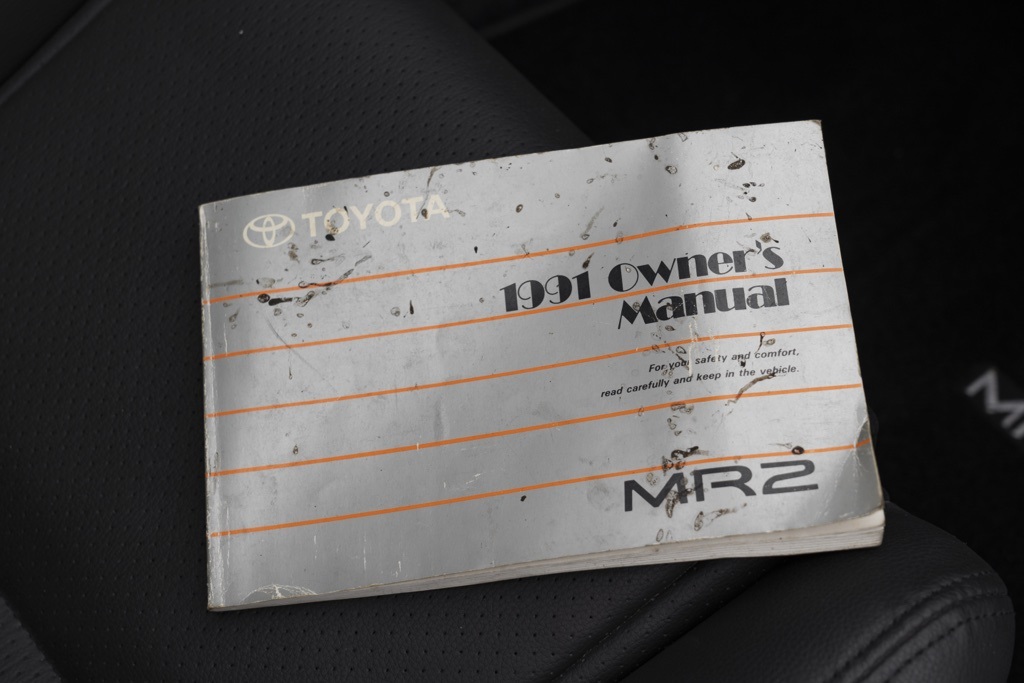 TOYOTA
1991 Owner's
Manual
For your safety and comfort,
read carefully and keep in the vehicle.
MR2